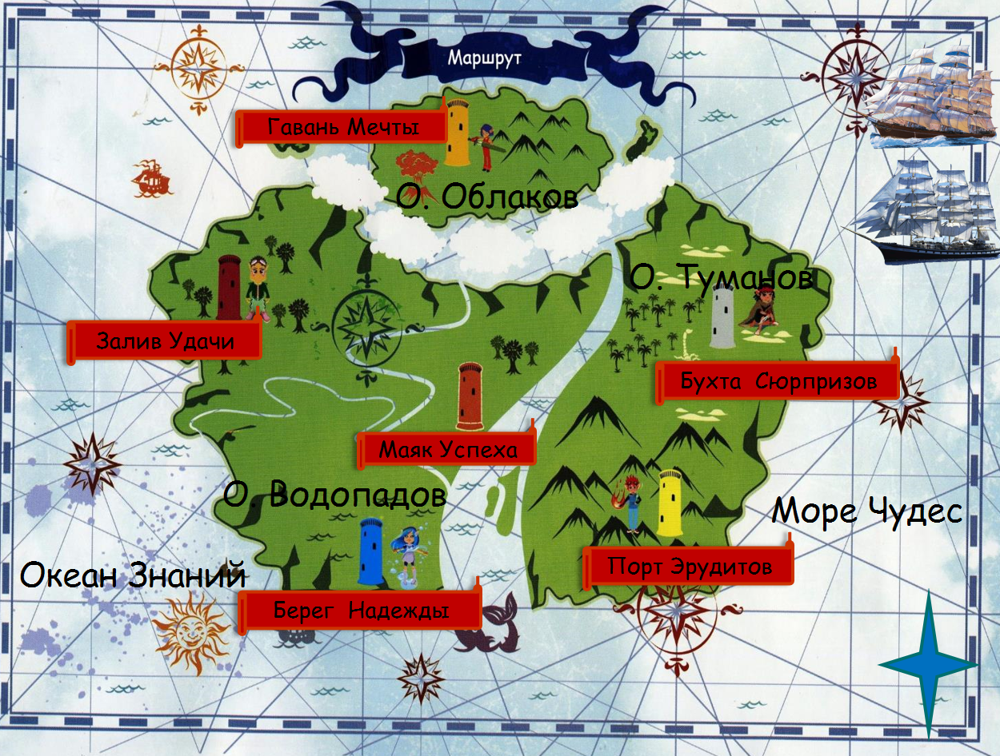 Маршрут
Гавань Мечты
О. Облаков
О. Туманов
Залив Удачи
Бухта Сюрпризов
Маяк Успеха
О. Водопадов
Море Чудес
Порт Эрудитов
Океан Знаний
Берег Надежды